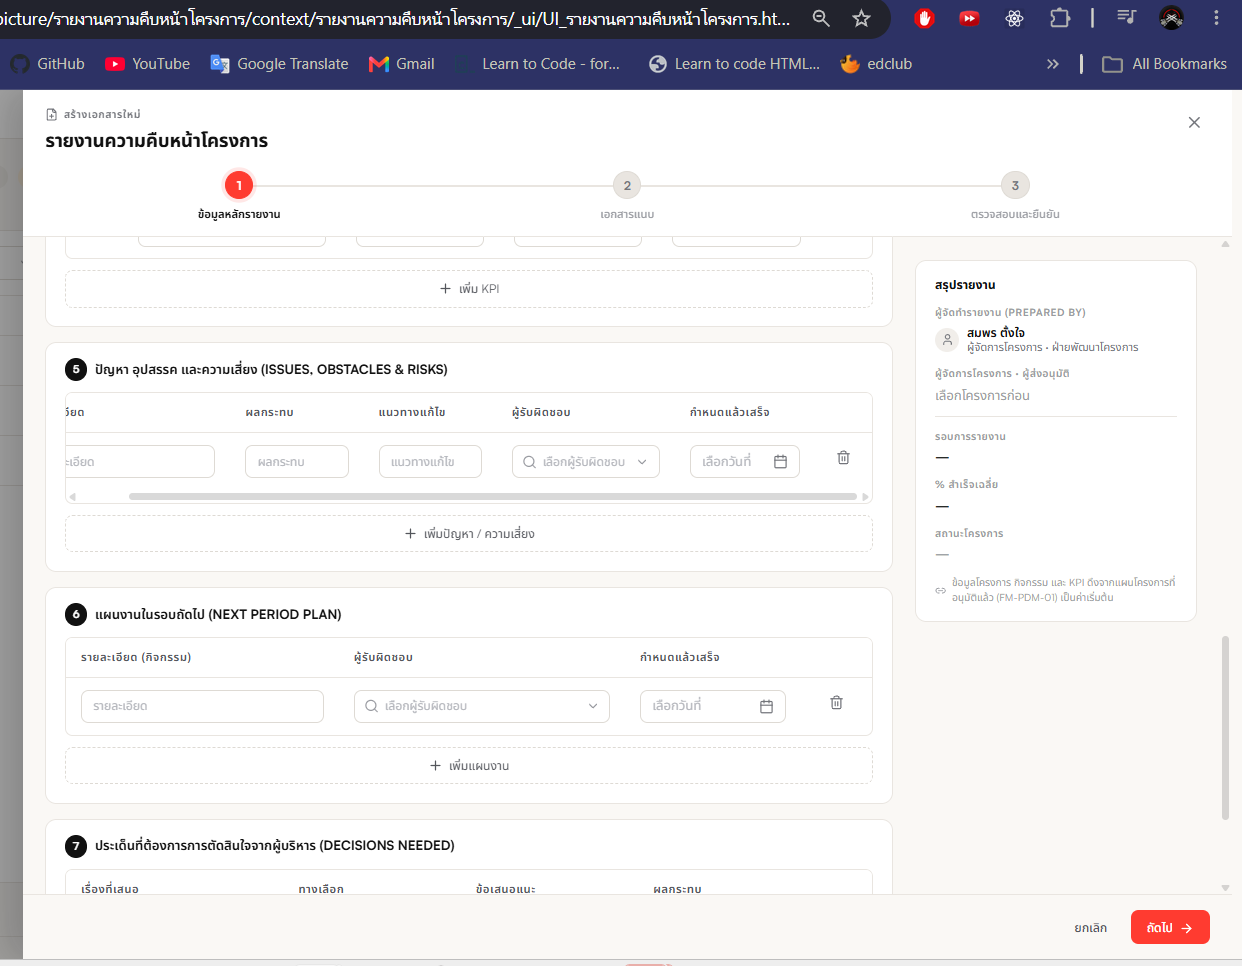 picture/รายงานความคืบหน้าโครงการ/context/รายงานความคืบหน้าโครงการ/_ui/UI_รายงานความคืบหน้าโครงการ.ht...
GitHub YouTube Google Translate Gmail Learn to Code - for... Learn to code HTML... edclub All Bookmarks
สร้างเอกสารใหม่
รายงานความคืบหน้าโครงการ
1 2 3
ข้อมูลหลักรายงาน เอกสารแนบ ตรวจสอบและยืนยัน
เพิ่ม KPI
5 ปัญหา อุปสรรค และความเสี่ยง (ISSUES, OBSTACLES & RISKS)
ผลกระทบ แนวทางแก้ไข ผู้รับผิดชอบ กำหนดแล้วเสร็จ
ผลกระทบ แนวทางแก้ไข เลือกผู้รับผิดชอบ เลือกวันที่
เพิ่มปัญหา / ความเสี่ยง
6 แผนงานในรอบถัดไป (NEXT PERIOD PLAN)
รายละเอียด (กิจกรรม) ผู้รับผิดชอบ กำหนดแล้วเสร็จ
รายละเอียด เลือกผู้รับผิดชอบ เลือกวันที่
เพิ่มแผนงาน
7 ประเด็นที่ต้องการการตัดสินใจจากผู้บริหาร (DECISIONS NEEDED)
เรื่องที่เสนอ ทางเลือก ข้อเสนอแนะ ผลกระทบ
สรุปรายงาน
ผู้จัดทำรายงาน (PREPARED BY)
สมพร ตั้งใจ
ผู้จัดการโครงการ • ฝ่ายพัฒนาโครงการ
ผู้จัดการโครงการ • ผู้ส่งอนุมัติ
เลือกโครงการก่อน
รอบการรายงาน
—
% สำเร็จเฉลี่ย
—
สถานะโครงการ
—
ข้อมูลโครงการ กิจกรรม และ KPI ดึงจากแผนโครงการที่
อนุมัติแล้ว (FM-PDM-01) เป็นค่าเริ่มต้น
ยกเลิก ถัดไป